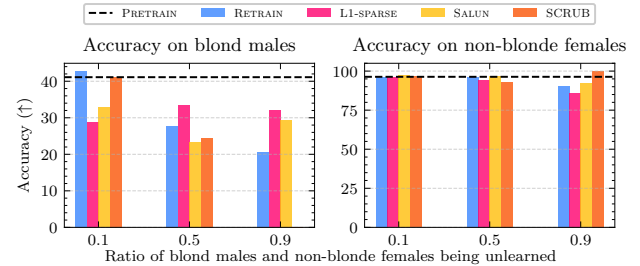 PRETRAIN RETRAIN L1-SPARSE SALUN SCRUB
Accuracy on blond males
Accuracy on non-blonde females
Accuracy (↑)
40
30
20
10
0
0.1 0.5 0.9
100
75
50
25
0
0.1 0.5 0.9
Ratio of blond males and non-blonde females being unlearned